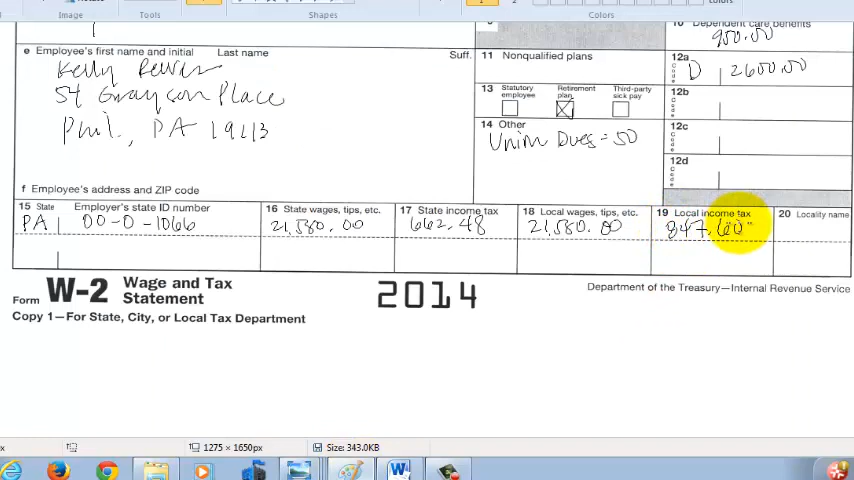 Image
Tools
Shapes
Colors
10 Dependent care benefits
900.00
e Employee's first name and initial Last name Suff.
Kelly
54 Grayson Place
Phil., PA 19113
11 Nonqualified plans
12a
Code
D 2600.00
13 Statutory employee Retirement plan Third-party sick pay
12b
Code
14 Other
Union Dues = 50
12c
Code
12d
Code
f Employee's address and ZIP code
15 State Employer's state ID number 16 State wages, tips, etc. 17 State income tax 18 Local wages, tips, etc. 19 Local income tax 20 Locality name
PA 00-0-1066 21,580.00 662.48 21,580.00 847.60
Form W-2 Wage and Tax
Statement
2014
Department of the Treasury—Internal Revenue Service
Copy 1—For State, City, or Local Tax Department
1275 × 1650px
Size: 343.0KB